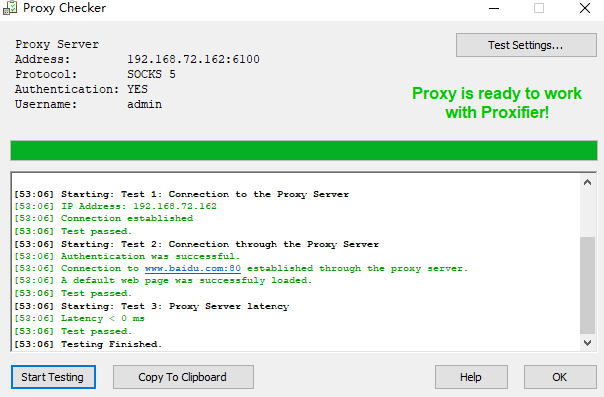 Proxy Checker
Proxy Server
Address: 192.168.72.162:6100
Protocol: SOCKS 5
Authentication: YES
Username: admin
Test Settings...
Proxy is ready to work
with Proxifier!
[53:06] Starting: Test 1: Connection to the Proxy Server
[53:06] IP Address: 192.168.72.162
[53:06] Connection established
[53:06] Test passed.
[53:06] Starting: Test 2: Connection through the Proxy Server
[53:06] Authentication was successful.
[53:06] Connection to www.baidu.com:80 established through the proxy server.
[53:06] A default web page was successfuly loaded.
[53:06] Test passed.
[53:06] Starting: Test 3: Proxy Server latency
[53:06] Latency < 0 ms
[53:06] Test passed.
[53:06] Testing Finished.
Start Testing
Copy To Clipboard
Help
OK